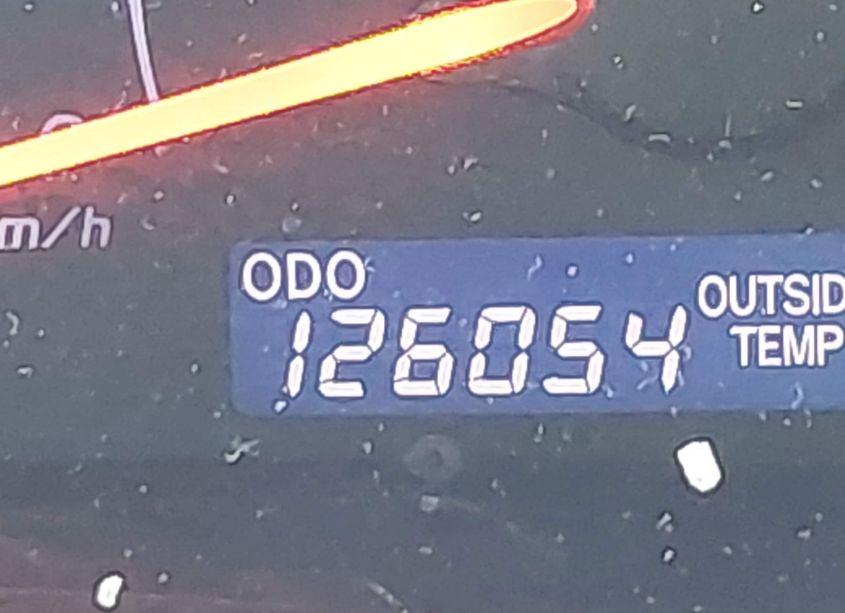 m/h
ODO
126054
OUTSID
TEMP